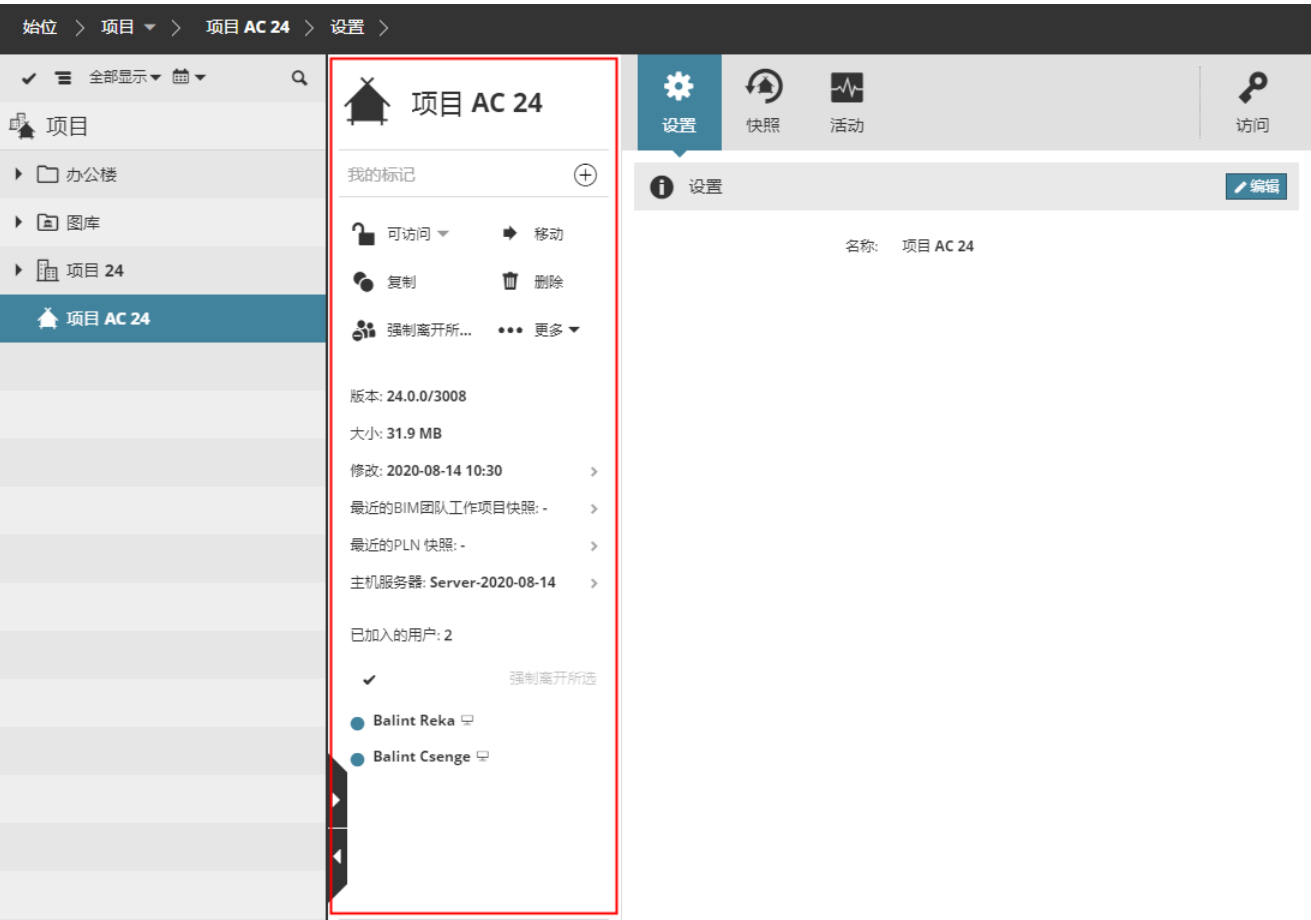 始位 项目 项目 AC 24 设置
全部显示
项目
办公楼
图库
项目 24
项目 AC 24
项目 AC 24
我的标记
可访问 移动
复制 删除
强制离开所... 更多
版本: 24.0.0/3008
大小: 31.9 MB
修改: 2020-08-14 10:30
最近的BIM团队工作项目快照: -
最近的PLN 快照: -
主机服务器: Server-2020-08-14
已加入的用户: 2
强制离开所选
Balint Reka
Balint Csenge
设置 快照 活动 访问
设置 编辑
名称: 项目 AC 24